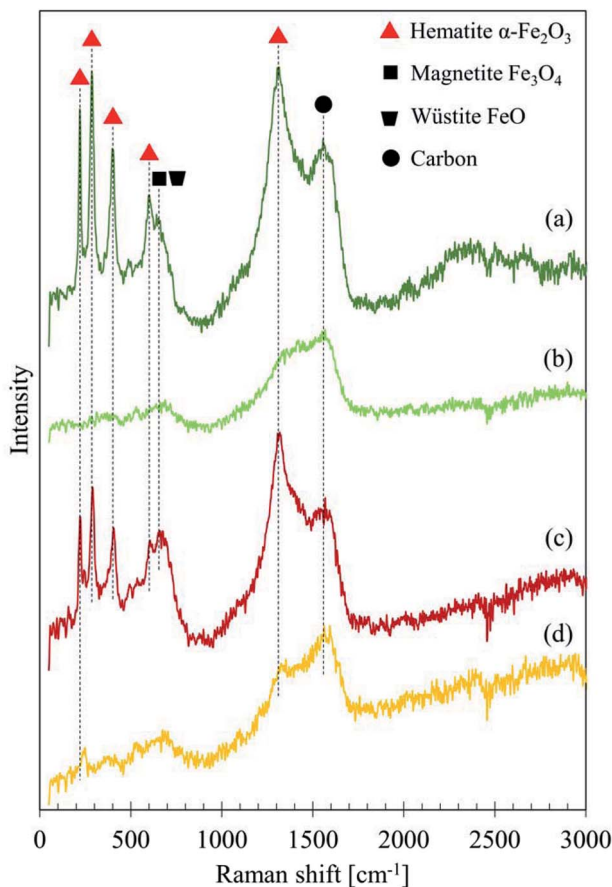 Hematite α-Fe₂O₃
Magnetite Fe₃O₄
Wüstite FeO
Carbon
(a)
(b)
(c)
(d)
Intensity
0 500 1000 1500 2000 2500 3000
Raman shift [cm⁻¹]